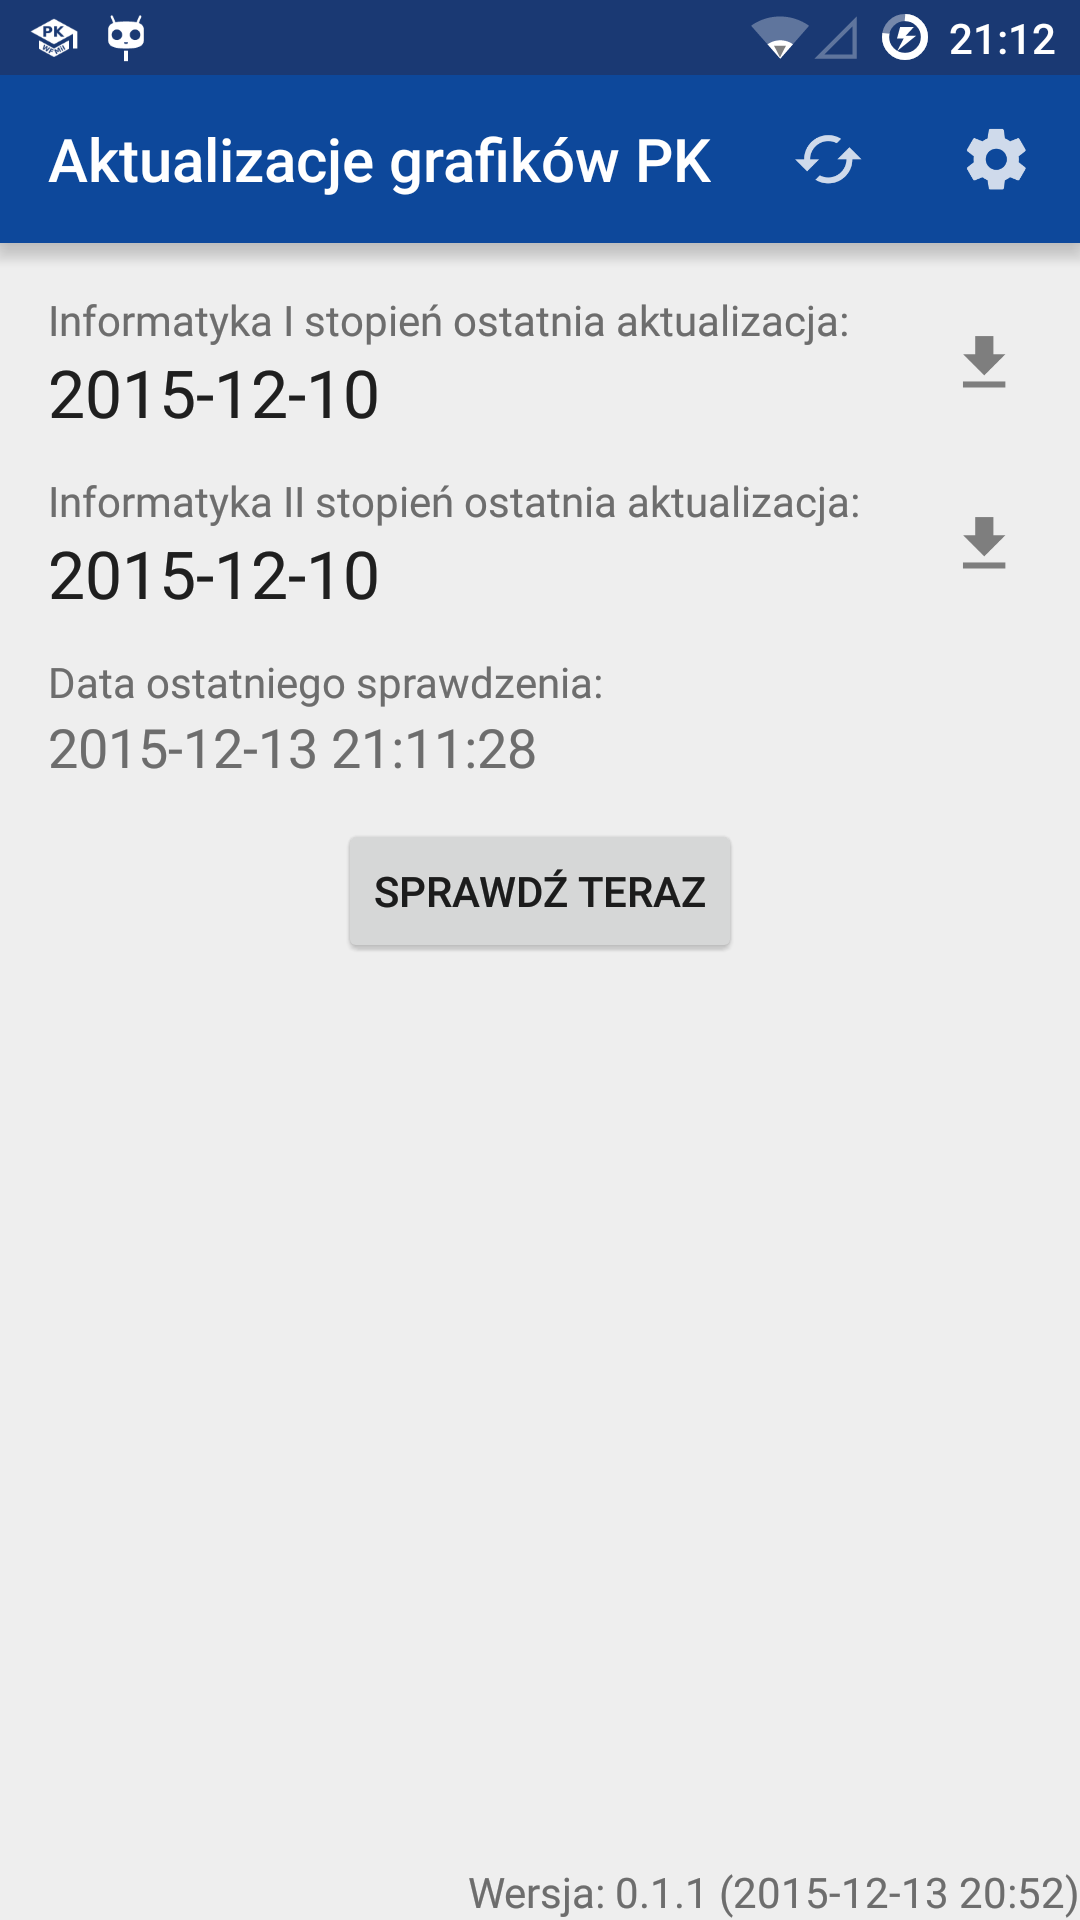 PK
WFMiI
21:12
Aktualizacje grafików PK
Informatyka I stopień ostatnia aktualizacja:
2015-12-10
Informatyka II stopień ostatnia aktualizacja:
2015-12-10
Data ostatniego sprawdzenia:
2015-12-13 21:11:28
SPRAWDŹ TERAZ
Wersja: 0.1.1 (2015-12-13 20:52)